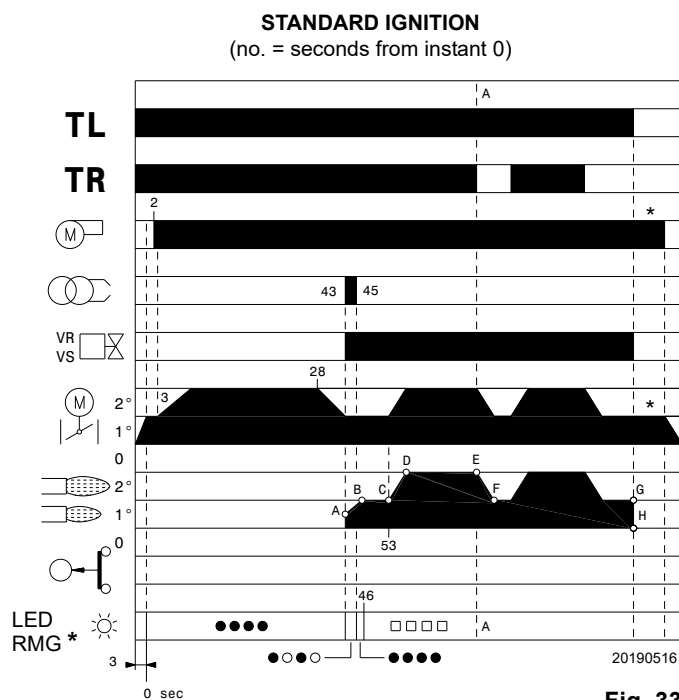 STANDARD IGNITION
(no. = seconds from instant 0)
A
TL
TR
2
*
M
43
45
VR
VS
28
M
2°
3
*
1°
0
D
E
2°
B
C
F
G
A
1°
H
0
53
46
LED
RMG *
A
3
20190516
0 sec
Fig. 33